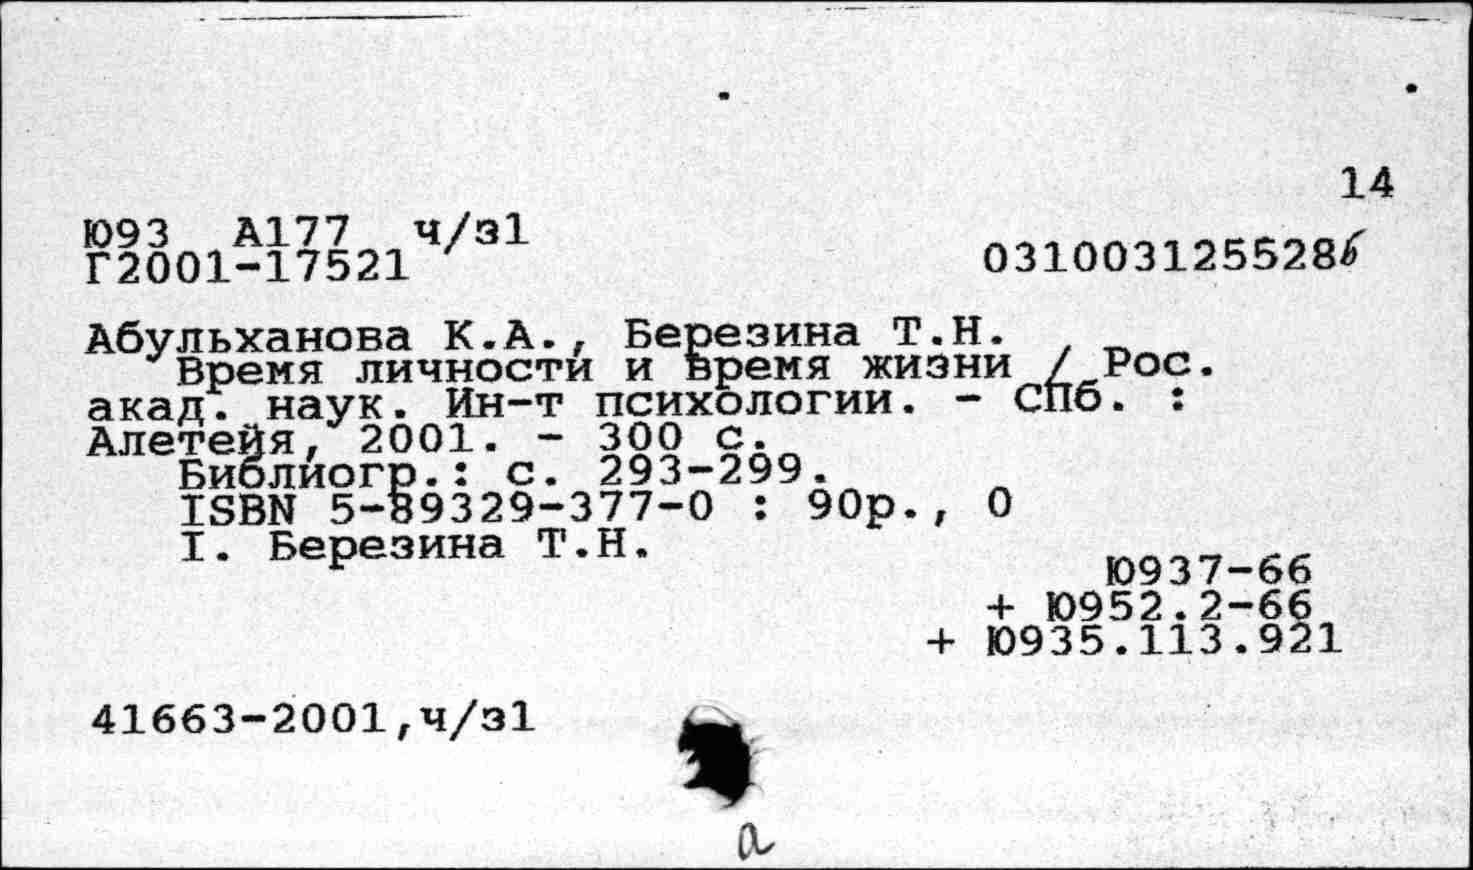 14
Ю93 А177 ч/з1
Г2001-17521
0310031255286
Абульханова К.А., Березина Т.Н.
Время личности и время жизни / Рос.
акад. наук. Ин-т психологии. - СПб. :
Алетейя, 2001. - 300 с.
Библиогр.: с. 293-299.
ISBN 5-89329-377-0 : 90р., 0
I. Березина Т.Н.
Ю937-66
+ Ю952.2-66
+ Ю935.113.921
41663-2001,ч/з1
а